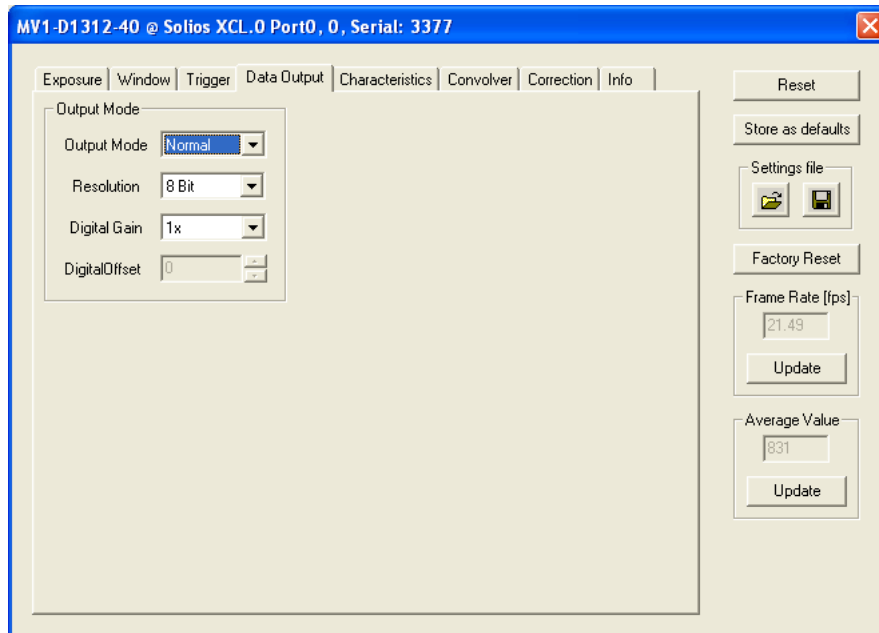 MV1-D1312-40 @ Solios XCL.0 Port0, 0, Serial: 3377
Exposure Window Trigger Data Output Characteristics Convolver Correction Info
Output Mode
Output Mode Normal
Resolution 8 Bit
Digital Gain 1x
DigitalOffset 0
Reset
Store as defaults
Settings file
Factory Reset
Frame Rate [fps]
21.49
Update
Average Value
831
Update